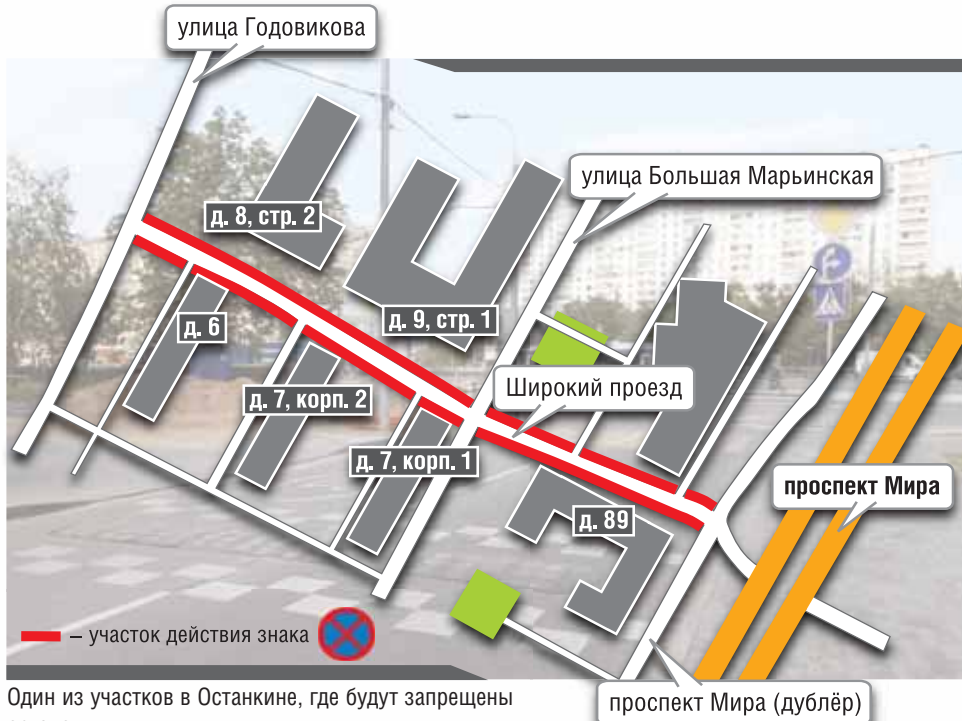 улица Годовикова
улица Большая Марьинская
д. 8, стр. 2
д. 9, стр. 1
д. 6
Широкий проезд
д. 7, корп. 2
д. 7, корп. 1
проспект Мира
д. 89
– участок действия знака
Один из участков в Останкине, где будут запрещены
проспект Мира (дублёр)